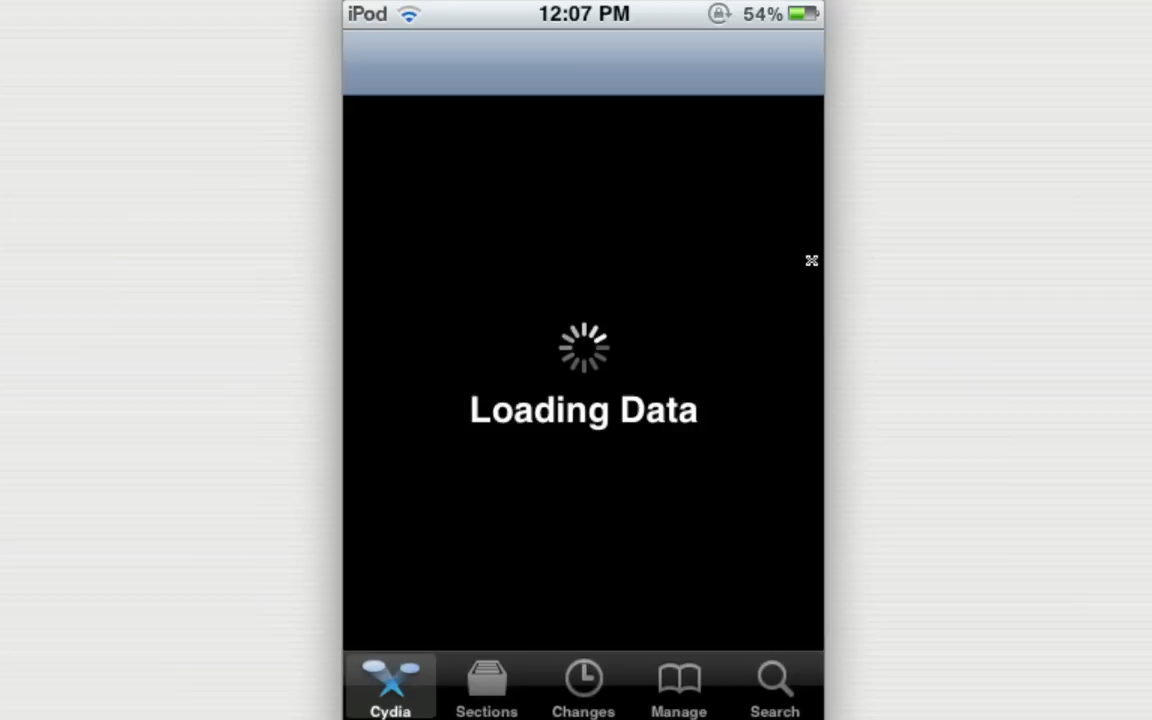 iPod 12:07 PM 54%
Loading Data
Cydia Sections Changes Manage Search